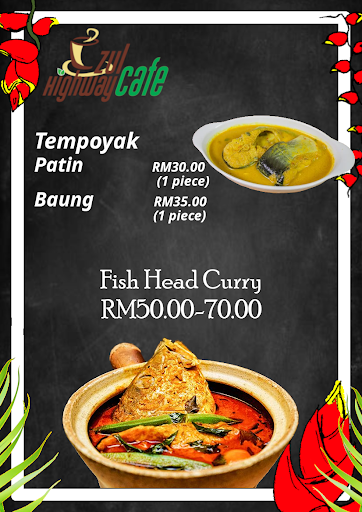 Zul
Highway Cafe
Tempoyak
Patin RM30.00
(1 piece)
Baung RM35.00
(1 piece)
Fish Head Curry
RM50.00-70.00